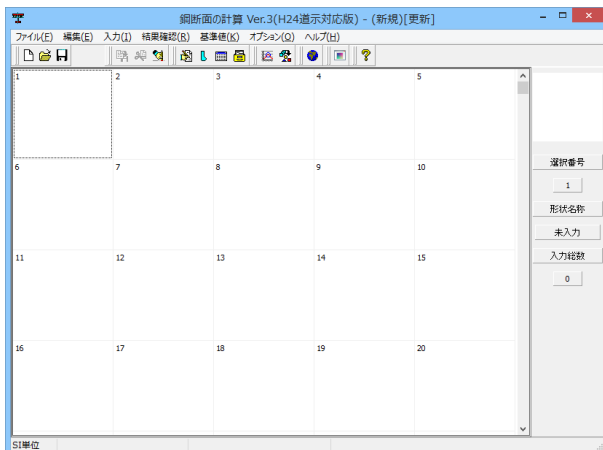 鋼断面の計算 Ver.3(H24道示対応版) - (新規)[更新]
ファイル(F) 編集(E) 入力(I) 結果確認(R) 基準値(K) オプション(O) ヘルプ(H)
1 2 3 4 5
6 7 8 9 10
11 12 13 14 15
16 17 18 19 20
選択番号
1
形状名称
未入力
入力総数
0
SI単位